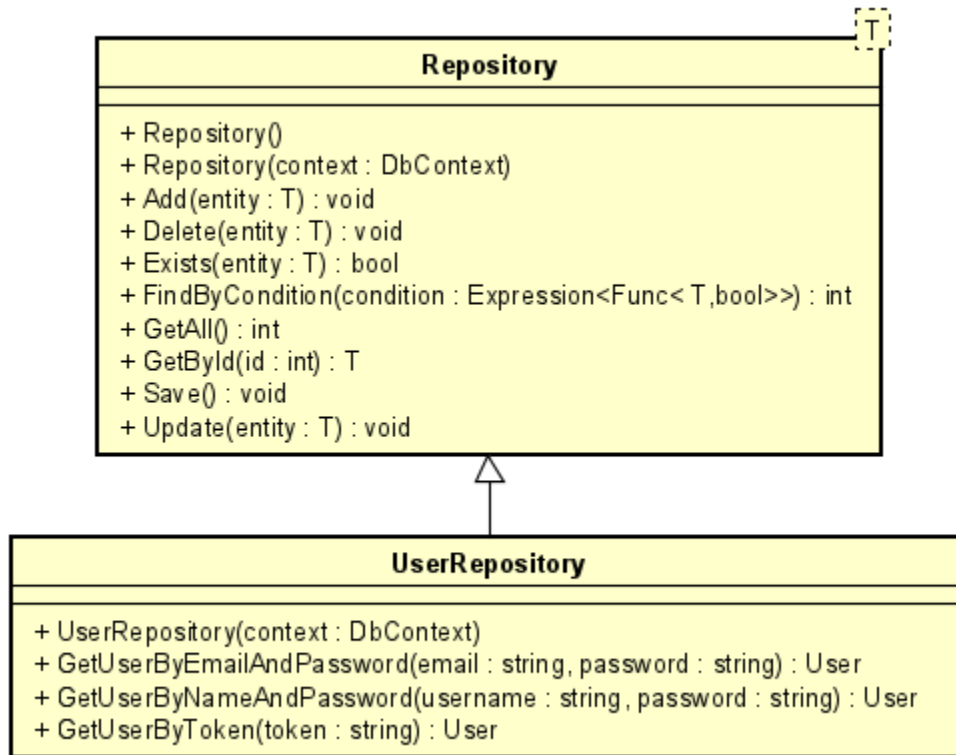 T
Repository
+ Repository()
+ Repository(context : DbContext)
+ Add(entity : T) : void
+ Delete(entity : T) : void
+ Exists(entity : T) : bool
+ FindByCondition(condition : Expression<Func< T,bool>>) : int
+ GetAll() : int
+ GetById(id : int) : T
+ Save() : void
+ Update(entity : T) : void
UserRepository
+ UserRepository(context : DbContext)
+ GetUserByEmailAndPassword(email : string, password : string) : User
+ GetUserByNameAndPassword(username : string, password : string) : User
+ GetUserByToken(token : string) : User